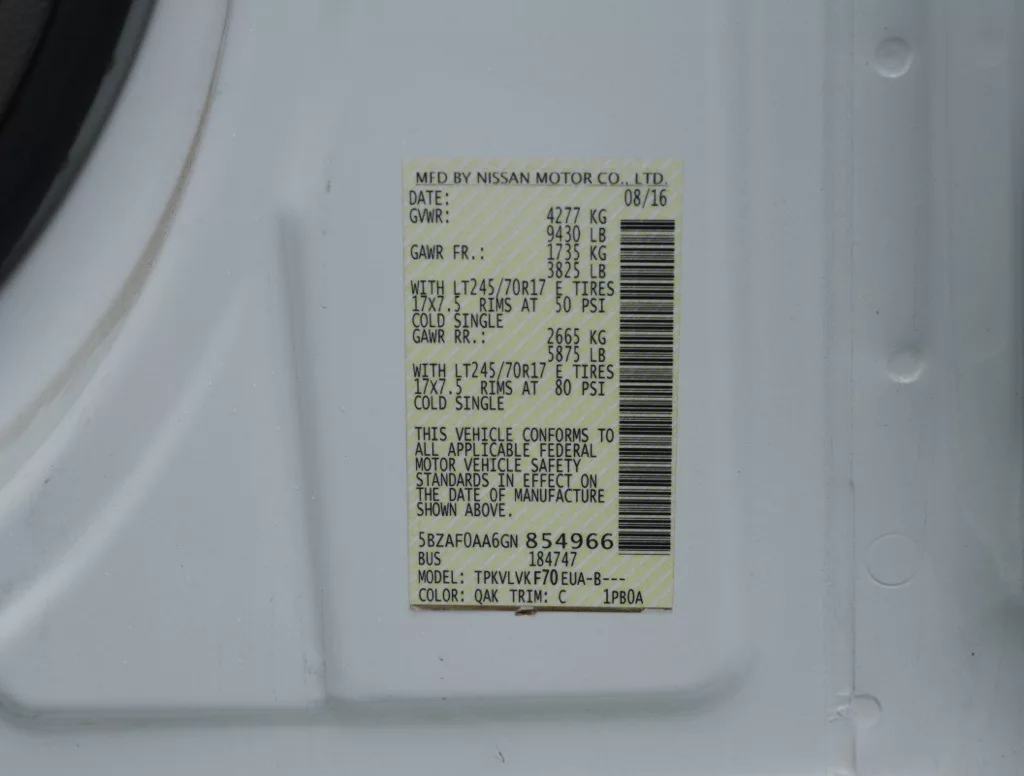 MFD BY NISSAN MOTOR CO., LTD.
DATE: 08/16
GVWR: 4277 KG
9430 LB
GAWR FR.: 1735 KG
3825 LB
WITH LT245/70R17 E TIRES
17X7.5 RIMS AT 50 PSI
COLD SINGLE
GAWR RR.: 2665 KG
5875 LB
WITH LT245/70R17 E TIRES
17X7.5 RIMS AT 80 PSI
COLD SINGLE
THIS VEHICLE CONFORMS TO
ALL APPLICABLE FEDERAL
MOTOR VEHICLE SAFETY
STANDARDS IN EFFECT ON
THE DATE OF MANUFACTURE
SHOWN ABOVE.
5BZAF0AA6GN 854966
BUS 184747
MODEL: TPKVLVK F70 EUA-B---
COLOR: QAK TRIM: C 1PB0A